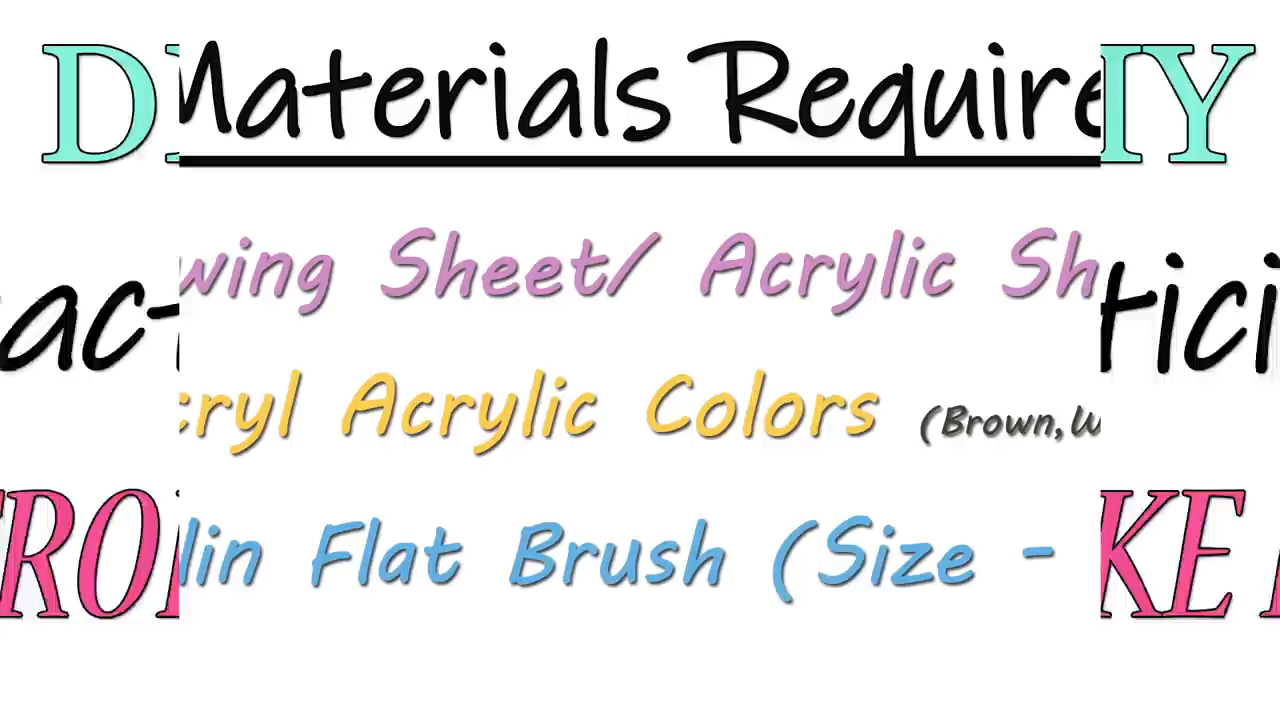 D Materials Require IY
ac wing Sheet/ Acrylic Sh tici
cryl Acrylic Colors (Brown,W
RO lin Flat Brush (Size - KE